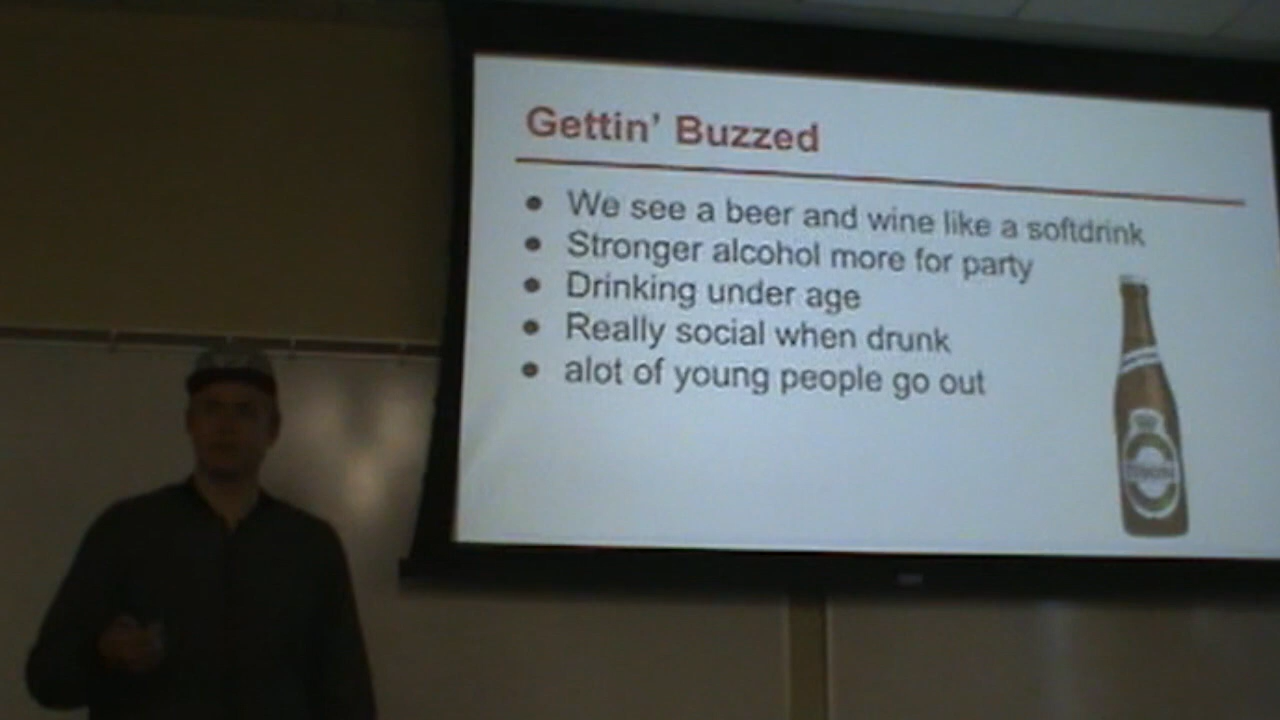 Gettin' Buzzed
We see a beer and wine like a softdrink
Stronger alcohol more for party
Drinking under age
Really social when drunk
alot of young people go out